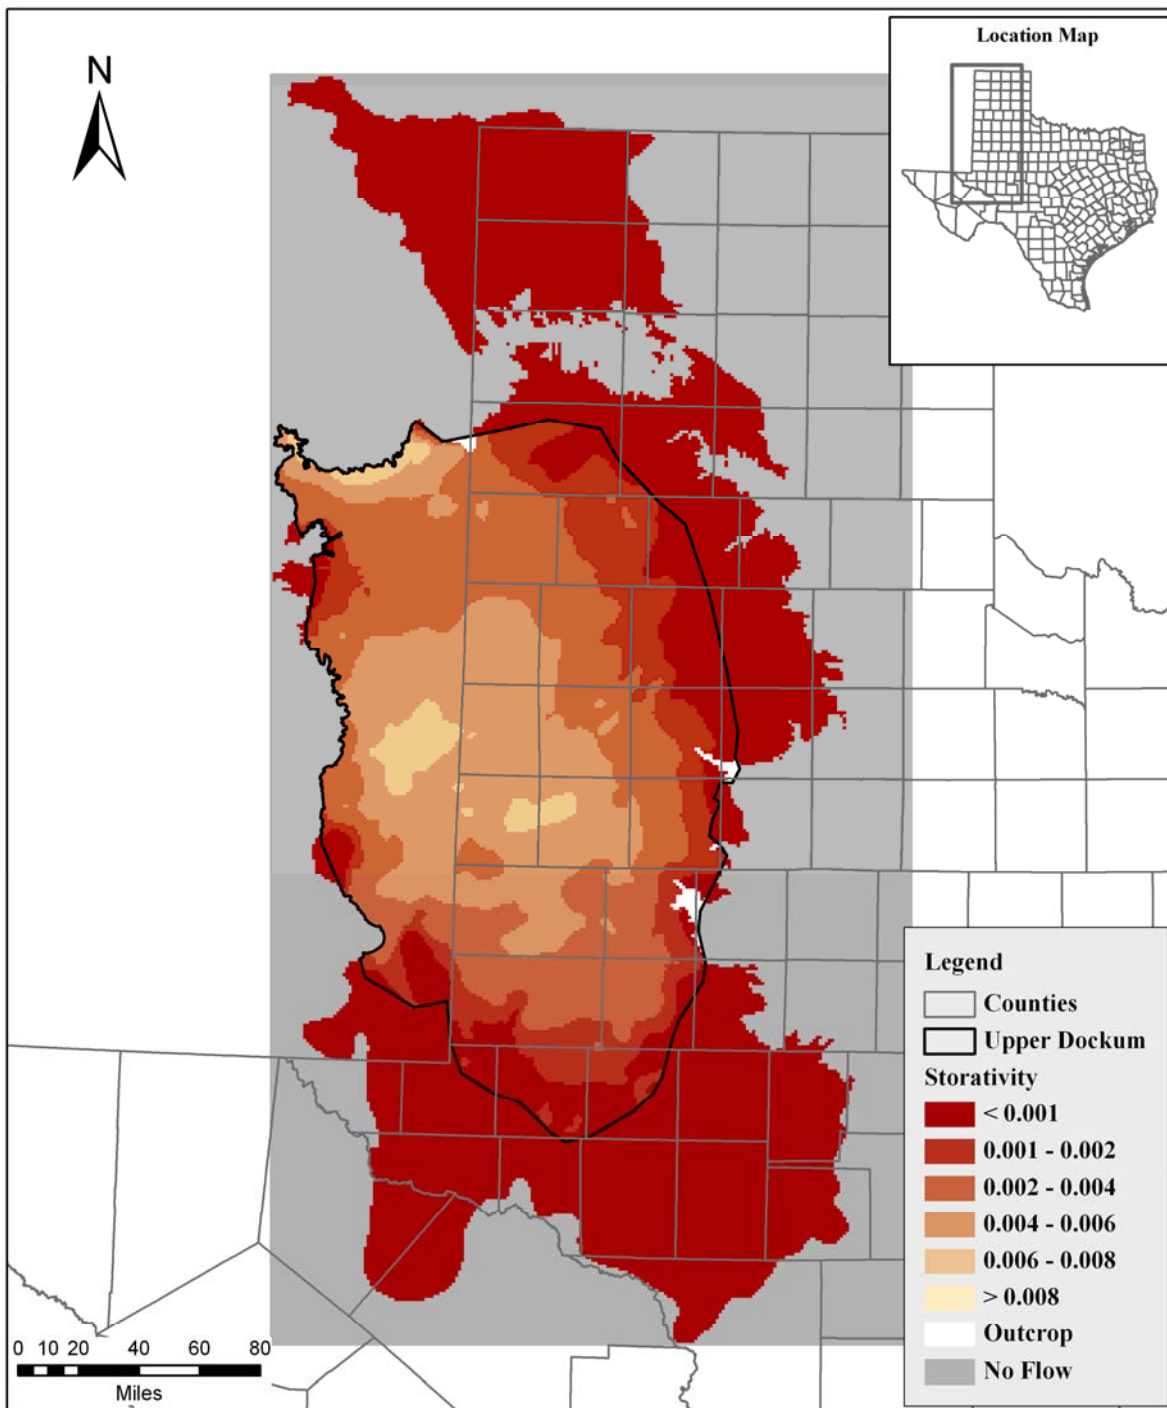 Location Map
N
Legend
Counties
Upper Dockum
Storativity
< 0.001
0.001 - 0.002
0.002 - 0.004
0.004 - 0.006
0.006 - 0.008
> 0.008
Outcrop
No Flow
0 10 20 40 60 80
Miles